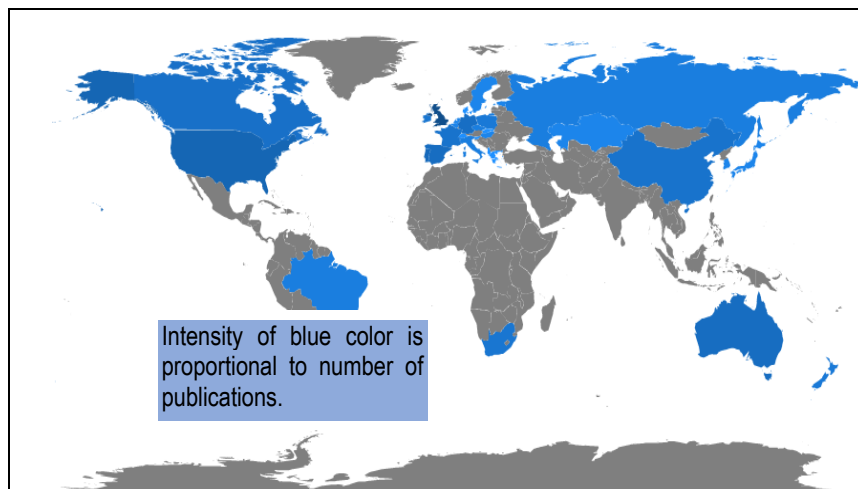 Intensity of blue color is
proportional to number of
publications.